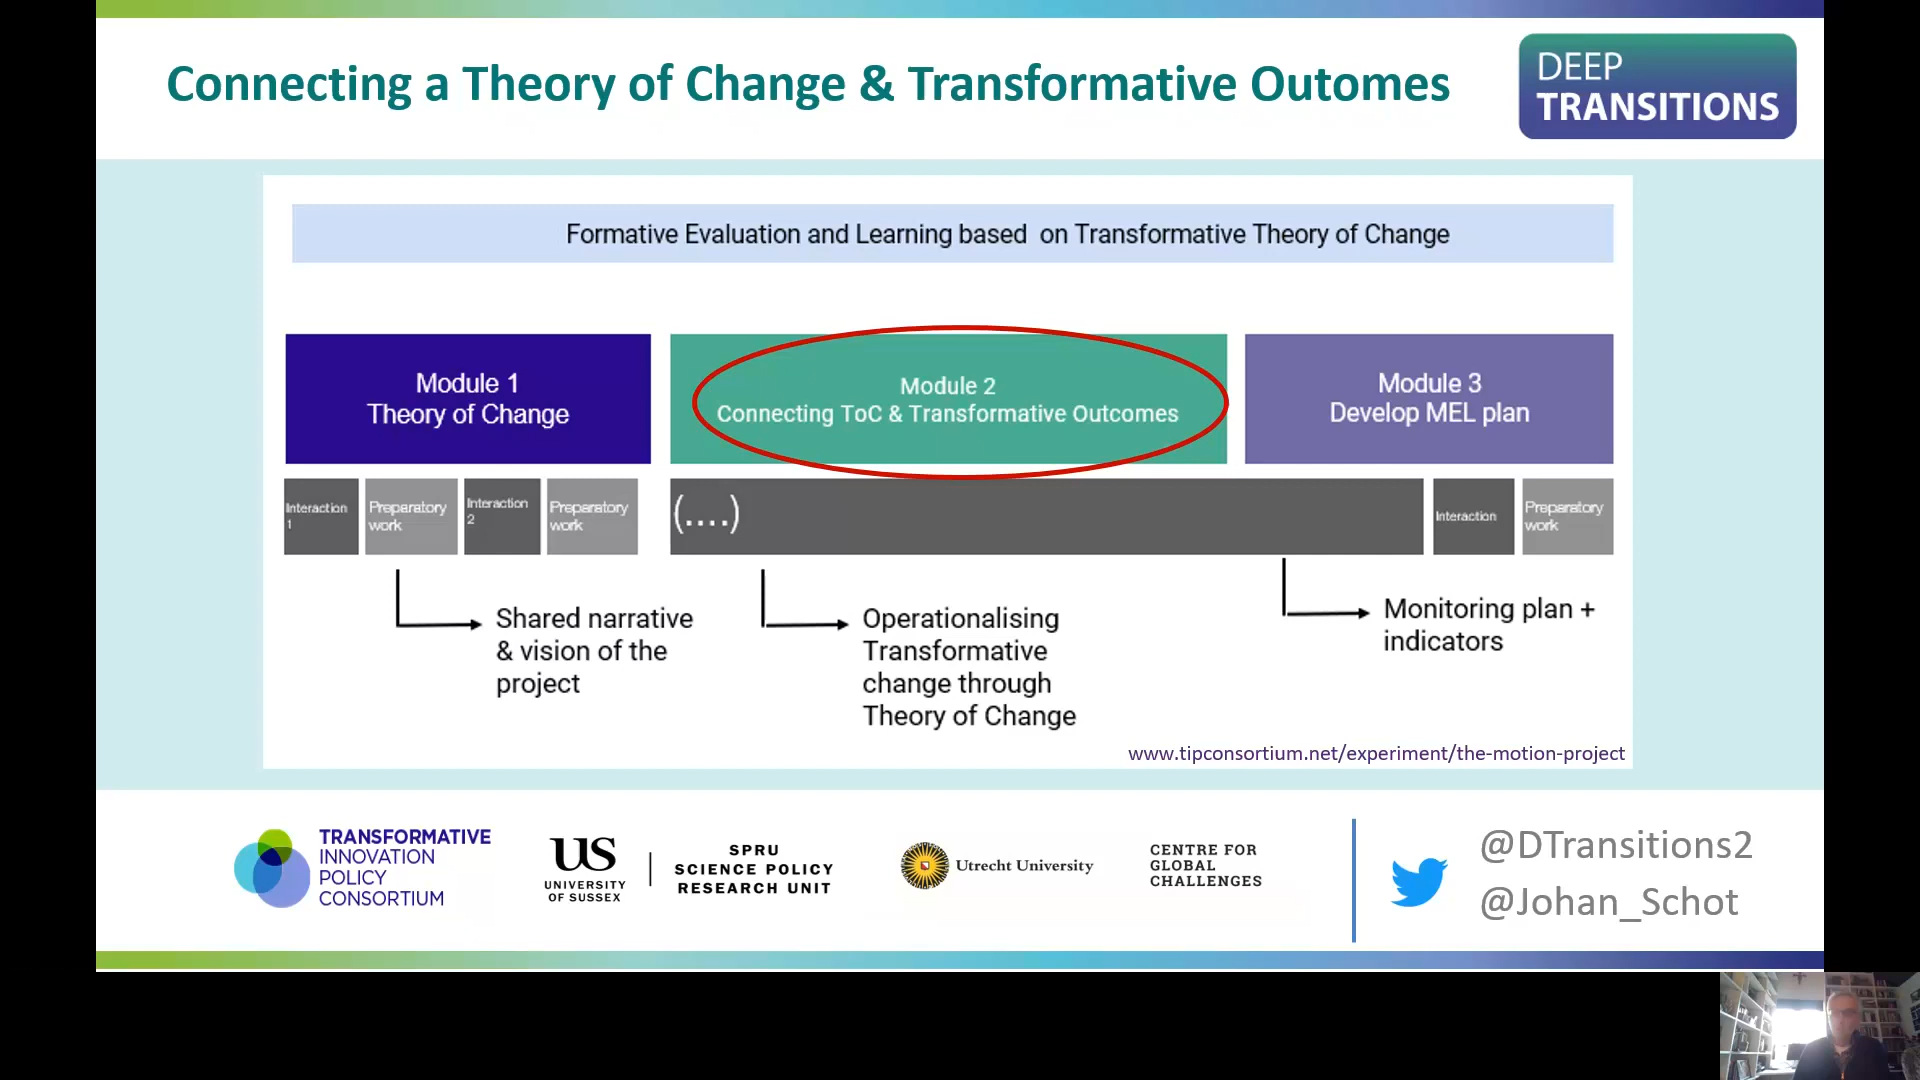 Connecting a Theory of Change & Transformative Outomes
DEEP
TRANSITIONS
Formative Evaluation and Learning based on Transformative Theory of Change
Module 1
Theory of Change
Module 2
Connecting ToC & Transformative Outcomes
Module 3
Develop MEL plan
Interaction
1
Preparatory
work
Interaction
2
Preparatory
work
(....)
Interaction
Preparatory
work
Shared narrative
& vision of the
project
Operationalising
Transformative
change through
Theory of Change
Monitoring plan +
indicators
www.tipconsortium.net/experiment/the-motion-project
TRANSFORMATIVE
INNOVATION
POLICY
CONSORTIUM
US
UNIVERSITY
OF SUSSEX
SPRU
SCIENCE POLICY
RESEARCH UNIT
Utrecht University
CENTRE FOR
GLOBAL
CHALLENGES
@DTransitions2
@Johan_Schot